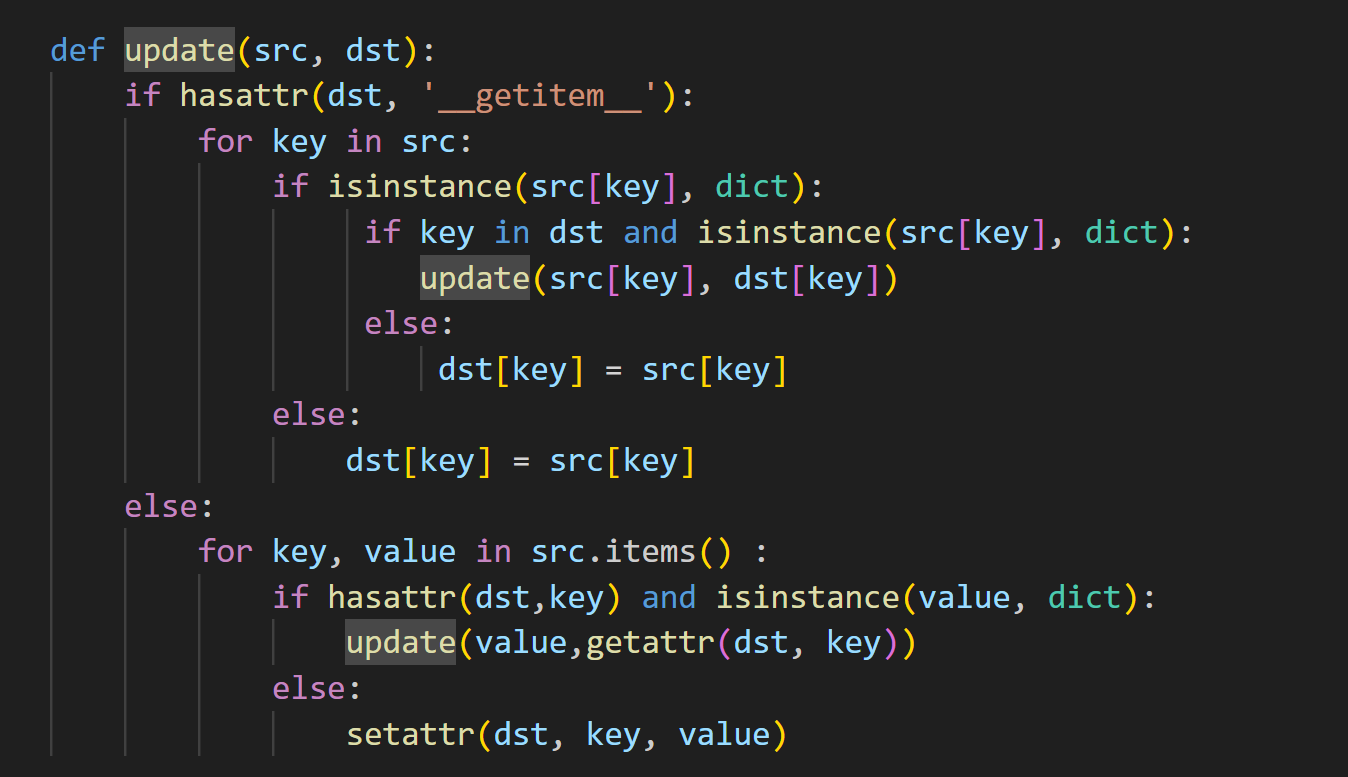 def update(src, dst):
    if hasattr(dst, '__getitem__'):
        for key in src:
            if isinstance(src[key], dict):
                 if key in dst and isinstance(src[key], dict):
                    update(src[key], dst[key])
                 else:
                     dst[key] = src[key]
            else:
                dst[key] = src[key]
    else:
        for key, value in src.items() :
            if hasattr(dst,key) and isinstance(value, dict):
                update(value,getattr(dst, key))
            else:
                setattr(dst, key, value)